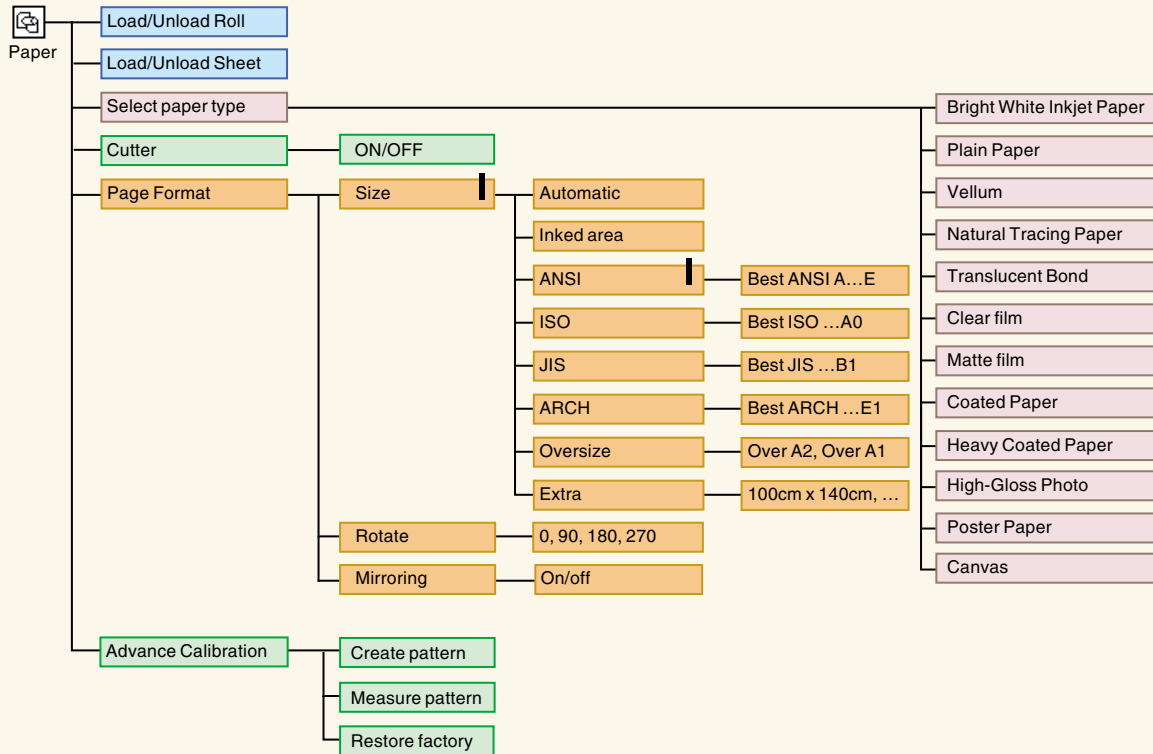 Paper
Load/Unload Roll
Load/Unload Sheet
Select paper type
Cutter
ON/OFF
Page Format
Size
Automatic
Inked area
ANSI
Best ANSI A…E
ISO
Best ISO …A0
JIS
Best JIS …B1
ARCH
Best ARCH …E1
Oversize
Over A2, Over A1
Extra
100cm x 140cm, …
Rotate
0, 90, 180, 270
Mirroring
On/off
Advance Calibration
Create pattern
Measure pattern
Restore factory
Bright White Inkjet Paper
Plain Paper
Vellum
Natural Tracing Paper
Translucent Bond
Clear film
Matte film
Coated Paper
Heavy Coated Paper
High-Gloss Photo
Poster Paper
Canvas